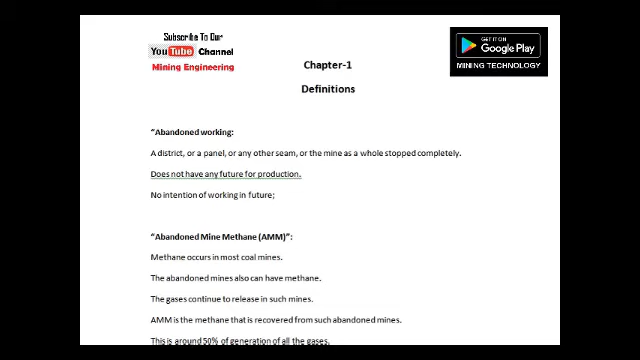 Subscribe To Our
YouTube Channel
Mining Engineering
GET IT ON
Google Play
MINING TECHNOLOGY
Chapter-1
Definitions
"Abandoned working:
A district, or a panel, or any other seam, or the mine as a whole stopped completely.
Does not have any future for production.
No intention of working in future;
"Abandoned Mine Methane (AMM)":
Methane occurs in most coal mines.
The abandoned mines also can have methane.
The gases continue to release in such mines.
AMM is the methane that is recovered from such abandoned mines.
This is around 50% of generation of all the gases.